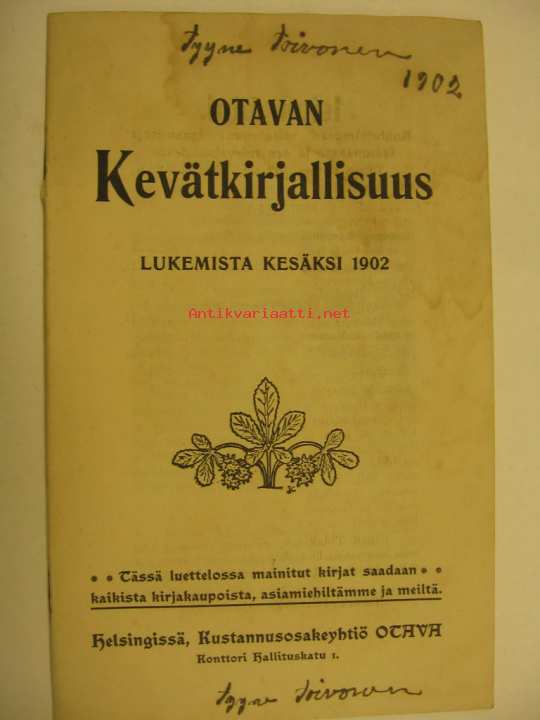 Tyyne Toivonen
1902
OTAVAN
Kevätkirjallisuus
LUKEMISTA KESÄKSI 1902
Antikvariaatti.net
• • Tässä luettelossa mainitut kirjat saadaan • •
kaikista kirjakaupoista, asiamiehiltämme ja meiltä.
Helsingissä, Kustannusosakeyhtiö OTAVA
Konttori Hallituskatu 1.
Tyyne Toivonen